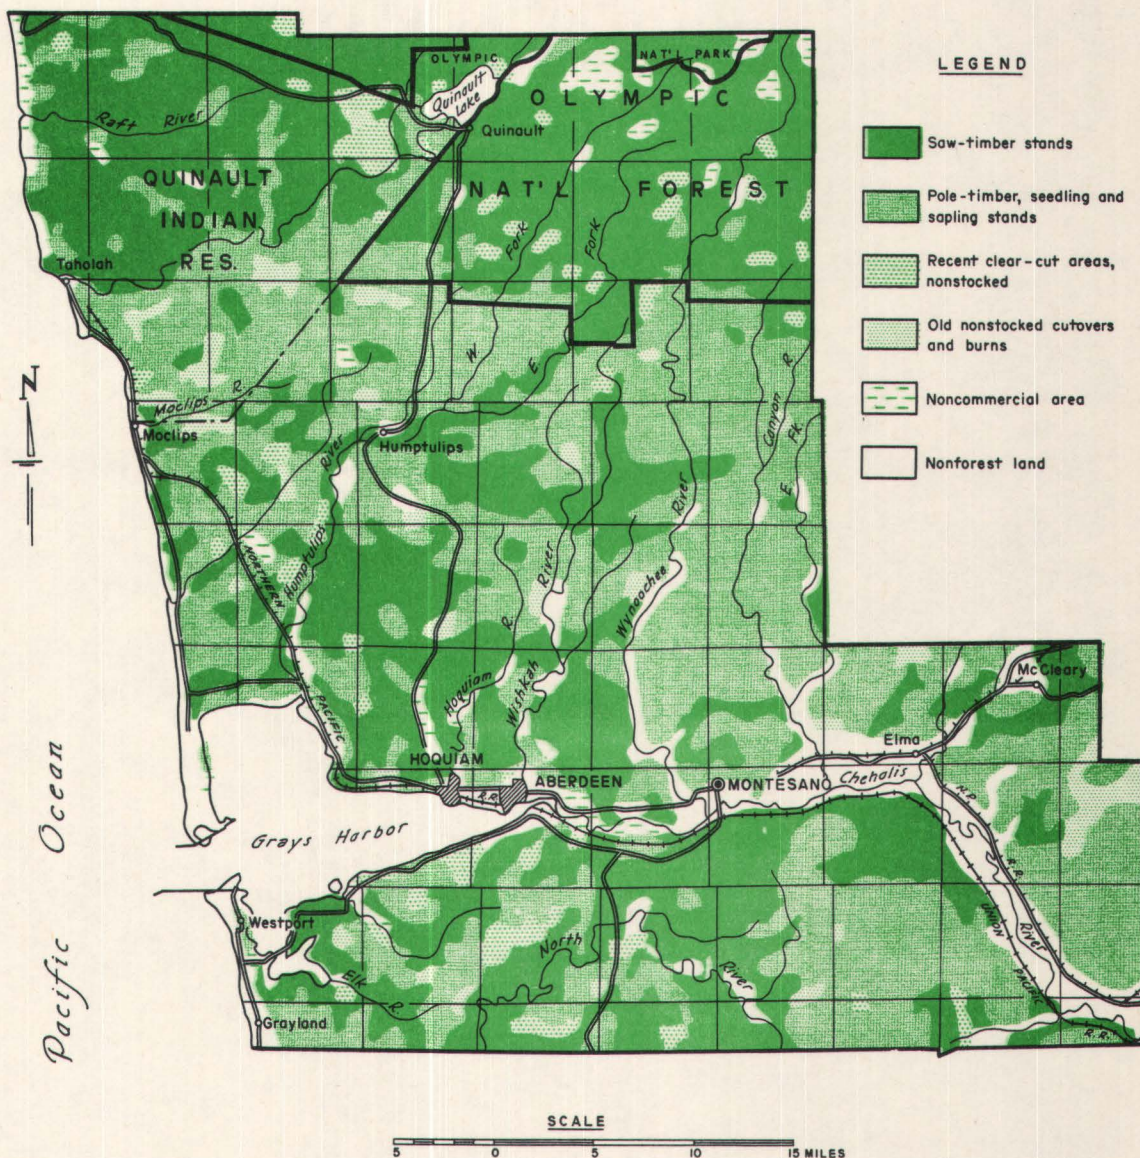 OLYMPIC
NAT'L PARK
Quinault
Lake
OLYMPIC
Raft River
Quinault
QUINAULT
INDIAN
RES.
NAT'L FOREST
Fork
Fork
Taholah
W.
E.
Moclips R.
Moclips
Humptulips
River
Canyon R.
E. Fk.
River
NORTHERN
Humptulips
River
Wynoochee
R.
Hoquiam
Wishkah
PACIFIC
McCleary
HOQUIAM
ABERDEEN
R.R.
MONTESANO
Elma
Chehalis
N.P.
R.R.
Grays Harbor
Westport
Elk R.
North
River
UNION
River
PACIFIC
R.R.
Grayland
Pacific Ocean
N
LEGEND
Saw-timber stands
Pole-timber, seedling and
sapling stands
Recent clear-cut areas,
nonstocked
Old nonstocked cutovers
and burns
Noncommercial area
Nonforest land
SCALE
5 0 5 10 15 MILES